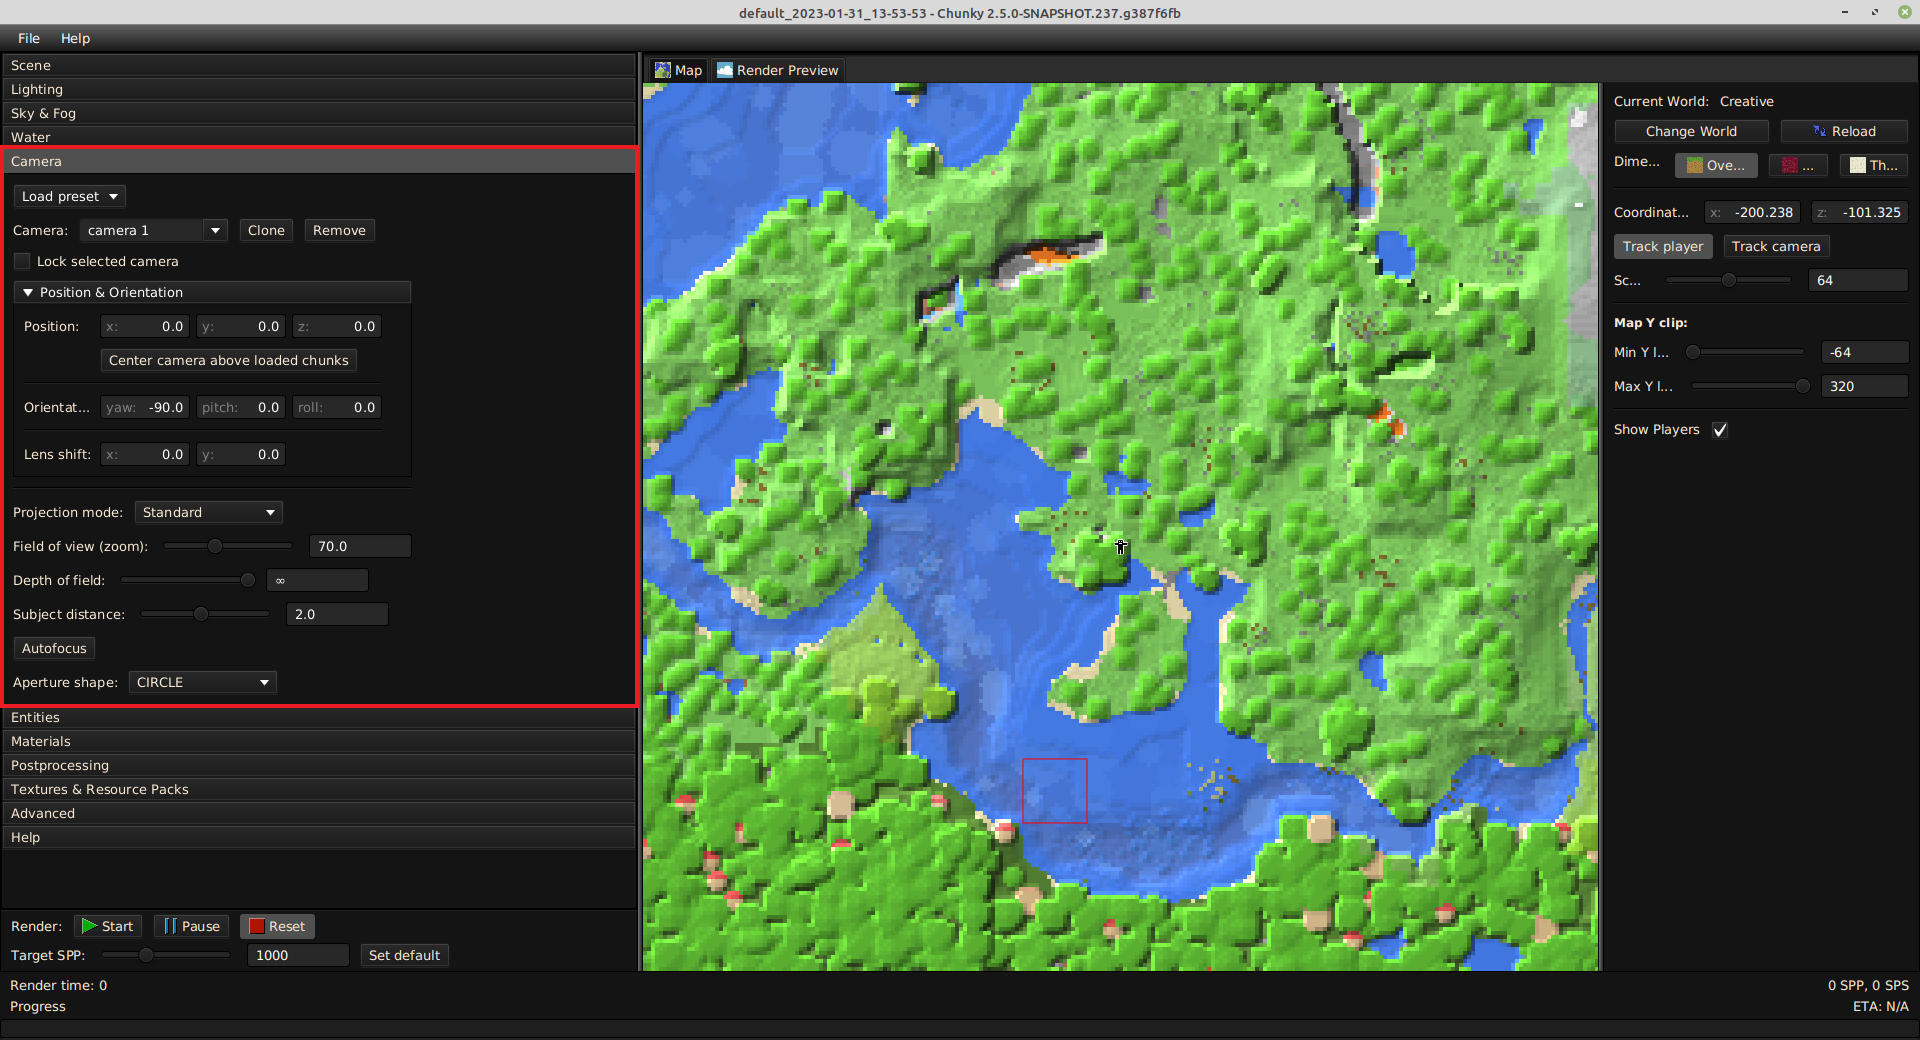 default_2023-01-31_13-53-53 - Chunky 2.5.0-SNAPSHOT.237.g387f6fb
File Help
Scene
Lighting
Sky & Fog
Water
Camera
Load preset
Camera: camera 1 Clone Remove
Lock selected camera
Position & Orientation
Position: x: 0.0 y: 0.0 z: 0.0
Center camera above loaded chunks
Orientat... yaw: -90.0 pitch: 0.0 roll: 0.0
Lens shift: x: 0.0 y: 0.0
Projection mode: Standard
Field of view (zoom): 70.0
Depth of field: ∞
Subject distance: 2.0
Autofocus
Aperture shape: CIRCLE
Entities
Materials
Postprocessing
Textures & Resource Packs
Advanced
Help
Render: Start Pause Reset
Target SPP: 1000 Set default
Render time: 0
Progress
Map Render Preview
Current World: Creative
Change World Reload
Dime... Ove... ... Th...
Coordinat... x: -200.238 z: -101.325
Track player Track camera
Sc... 64
Map Y clip:
Min Y l... -64
Max Y l... 320
Show Players
0 SPP, 0 SPS
ETA: N/A